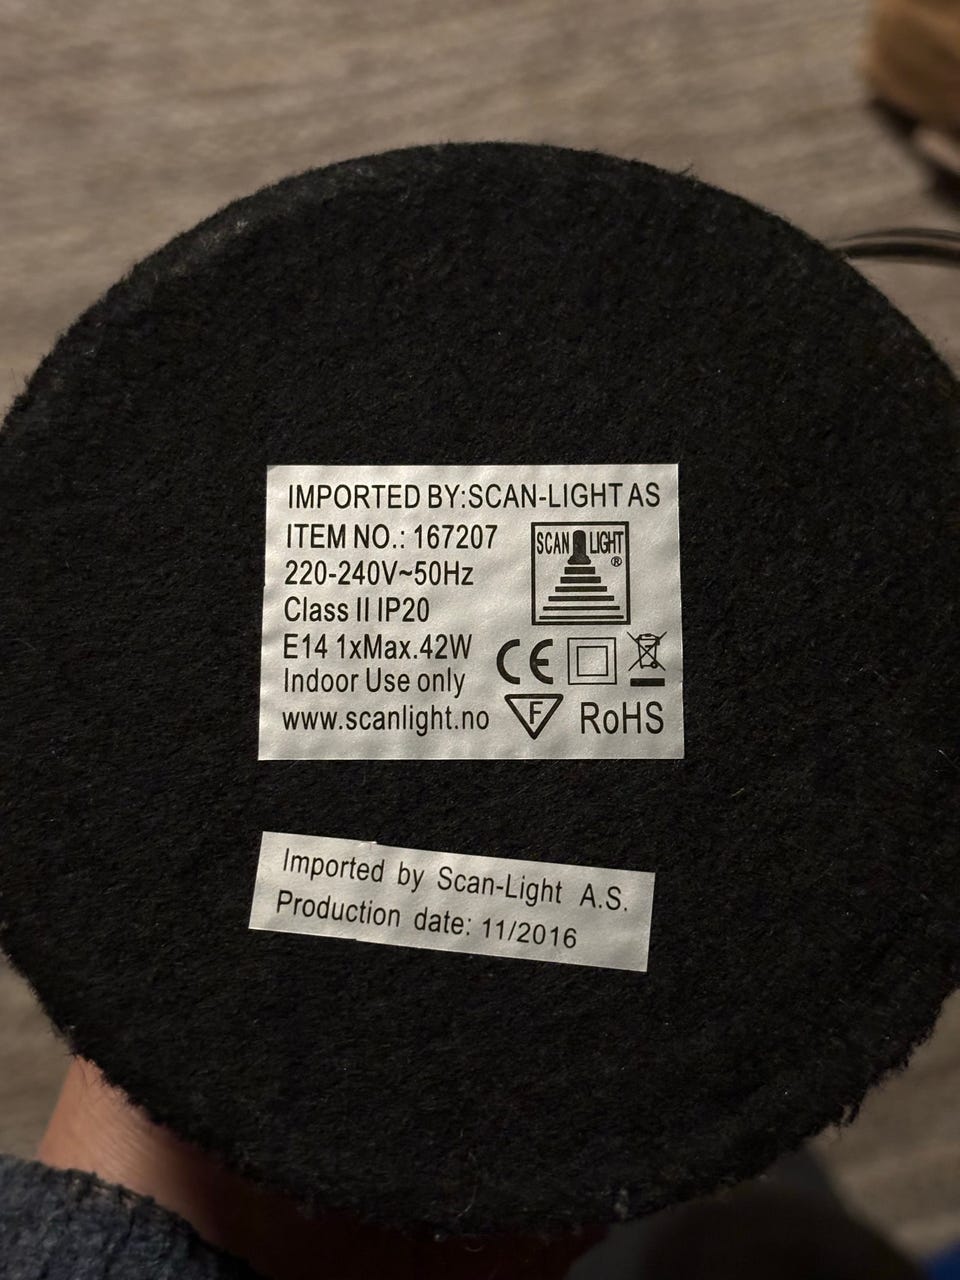 IMPORTED BY:SCAN-LIGHT AS
ITEM NO.: 167207
SCAN LIGHT ®
220-240V~50Hz
Class II IP20
E14 1xMax.42W
CE
Indoor Use only
www.scanlight.no
F RoHS
Imported by Scan-Light A.S.
Production date: 11/2016